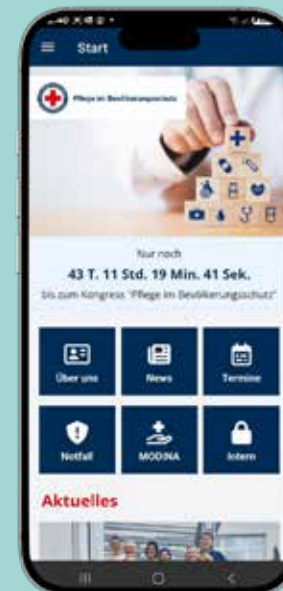 Start
Pflege im Bevölkerungsschutz
Nur noch
43 T. 11 Std. 19 Min. 41 Sek.
bis zum Kongress "Pflege im Bevölkerungsschutz"
Über uns
News
Termine
Notfall
MODINA
Intern
Aktuelles